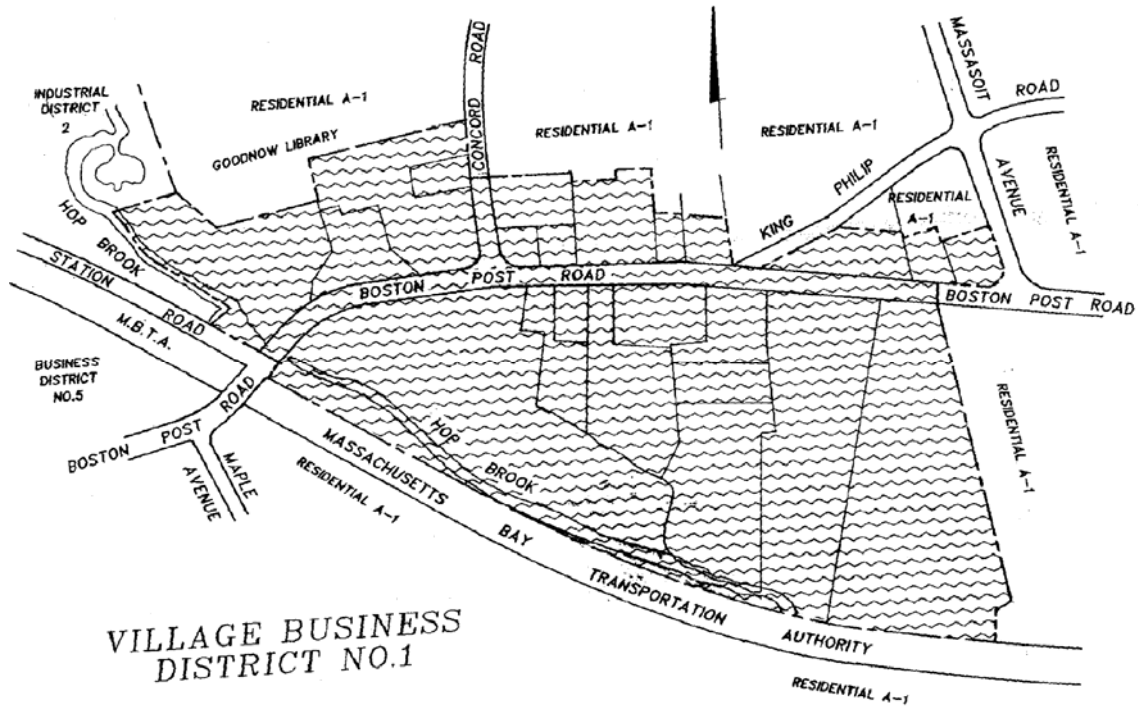 INDUSTRIAL
DISTRICT
2
RESIDENTIAL A-1
GOODNOW LIBRARY
CONCORD ROAD
RESIDENTIAL A-1
RESIDENTIAL A-1
MASSASOIT
AVENUE
KING PHILIP ROAD
RESIDENTIAL
A-1
RESIDENTIAL A-1
HOP BROOK
STATION ROAD
M.B.T.A.
BOSTON POST ROAD
BOSTON POST ROAD
BUSINESS
DISTRICT
NO.5
BOSTON POST ROAD
MAPLE
AVENUE
HOP BROOK
RESIDENTIAL A-1
MASSACHUSETTS BAY TRANSPORTATION AUTHORITY
RESIDENTIAL A-1
RESIDENTIAL A-1
VILLAGE BUSINESS
DISTRICT NO.1